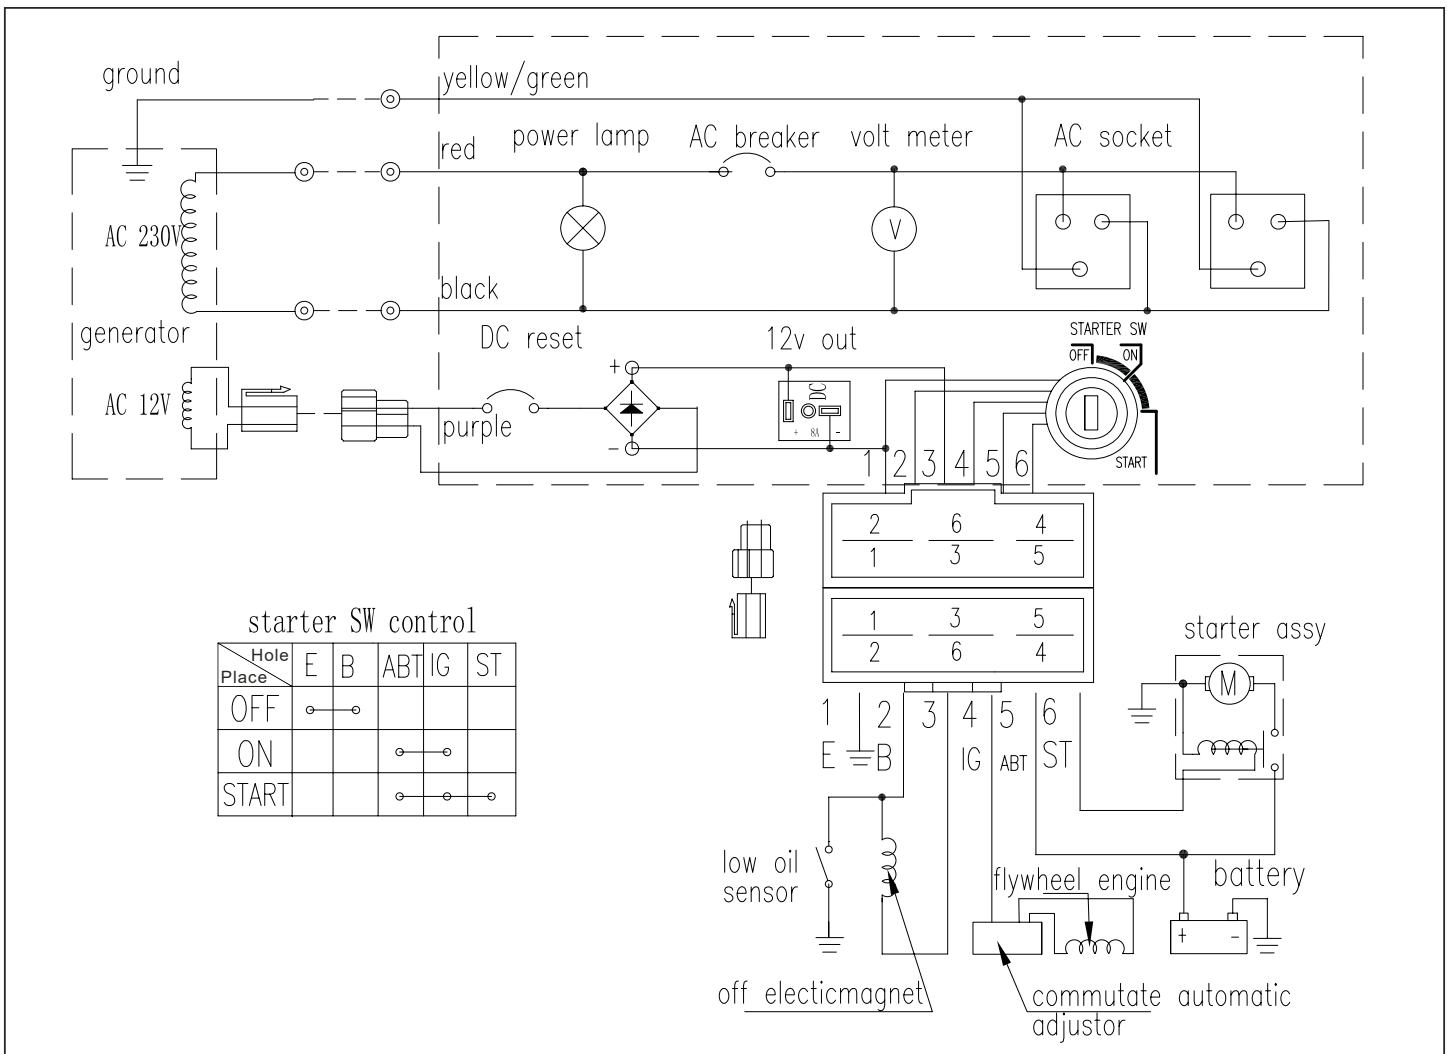 ground
yellow/green
red
power lamp
AC breaker
volt meter
AC socket
AC 230V
V
black
generator
DC reset
12v out
STARTER SW
OFF
ON
+
DC
AC 12V
purple
+ 8A -
-
START
1 2 3 4 5 6
2 6 4
1 3 5
1 3 5
2 6 4
starter SW control
Hole
Place
E B ABT IG ST
OFF
ON
START
starter assy
M
1 2 3 4 5 6
E B IG ABT ST
low oil
sensor
flywheel engine
battery
+ -
off electicmagnet
commutate automatic
adjustor